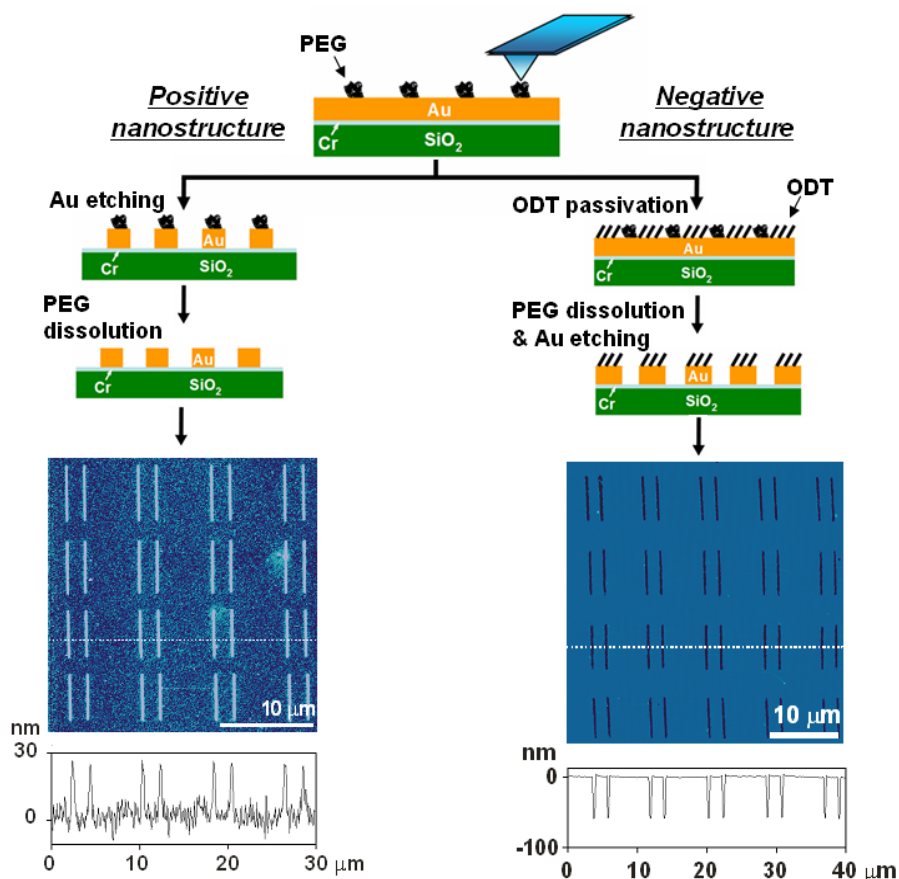 PEG
Positive
nanostructure
Negative
nanostructure
Au
Cr
SiO₂
Au etching
ODT passivation
ODT
Au
Cr
SiO₂
Au
Cr
SiO₂
PEG
dissolution
PEG dissolution
& Au etching
Au
Cr
SiO₂
Au
Cr
SiO₂
10 μm
10 μm
nm
30
0
0 10 20 30 μm
nm
0
-100
0 10 20 30 40 μm